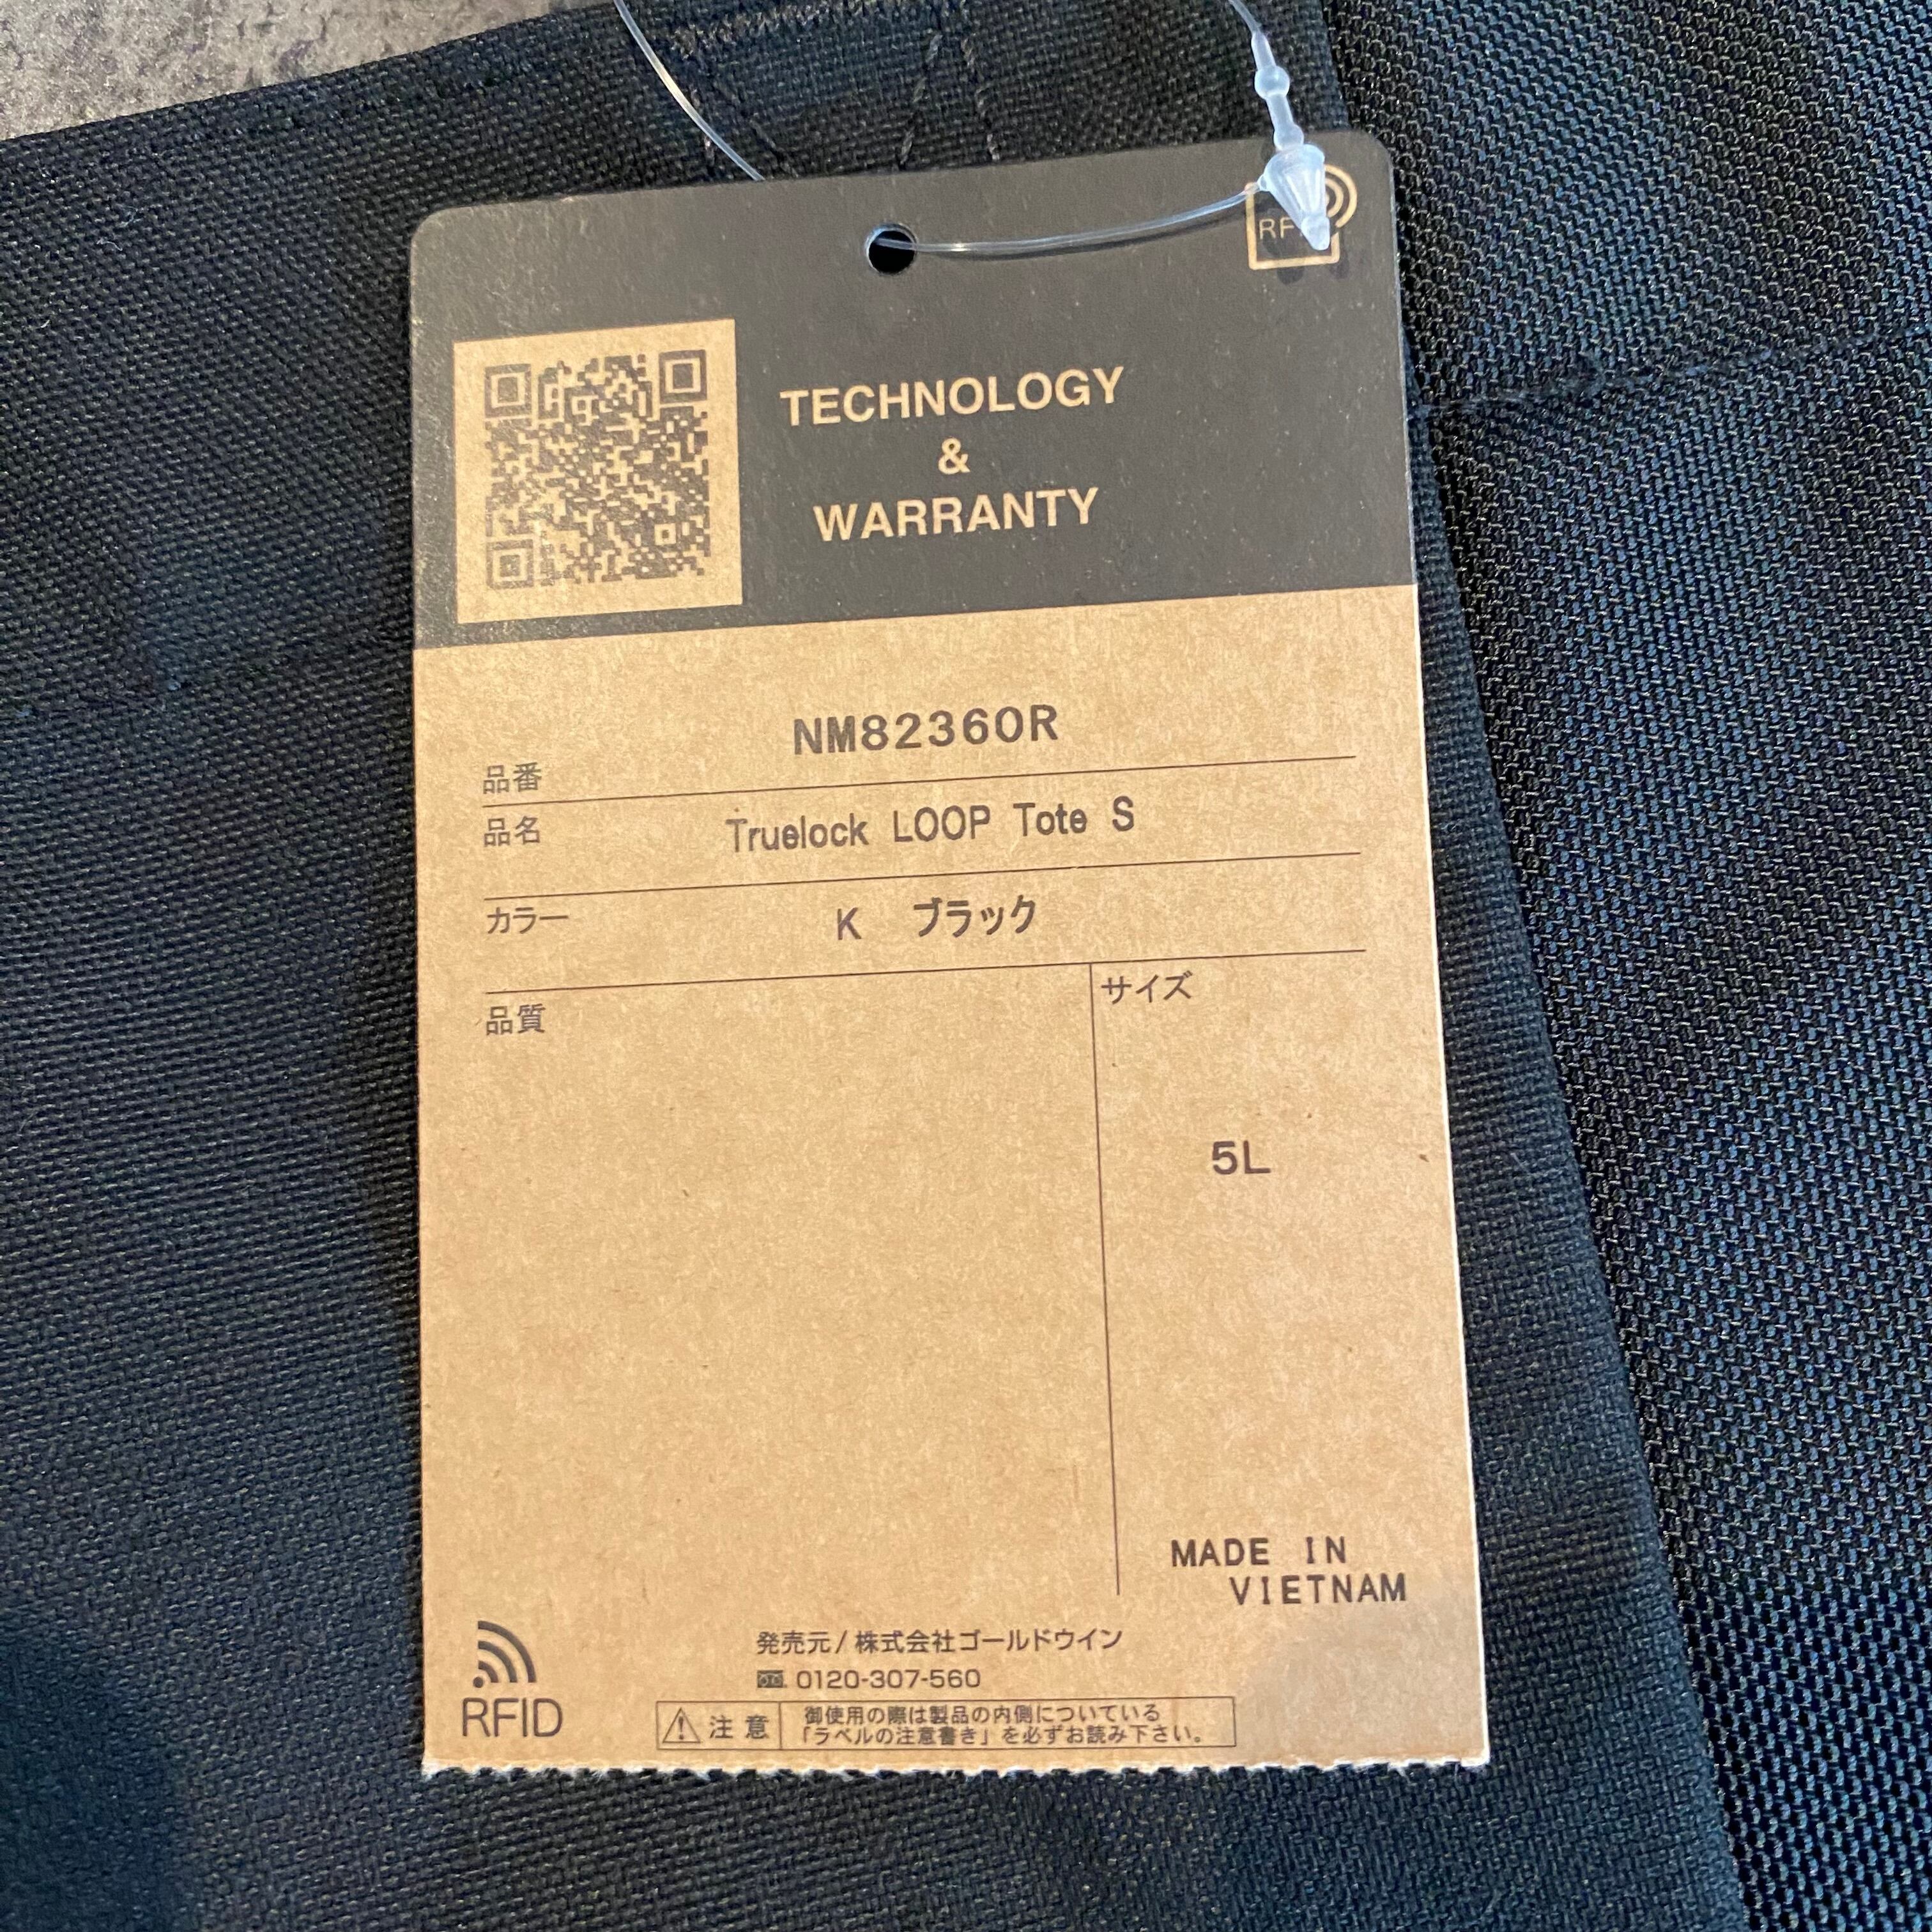 TECHNOLOGY
&
WARRANTY
NM82360R
品番
品名 Truelock LOOP Tote S
カラー K ブラック
品質
サイズ
5L
MADE IN
VIETNAM
発売元/株式会社ゴールドウイン
0120-307-560
RFID
注意
御使用の際は製品の内側についている
「ラベルの注意書き」を必ずお読み下さい。